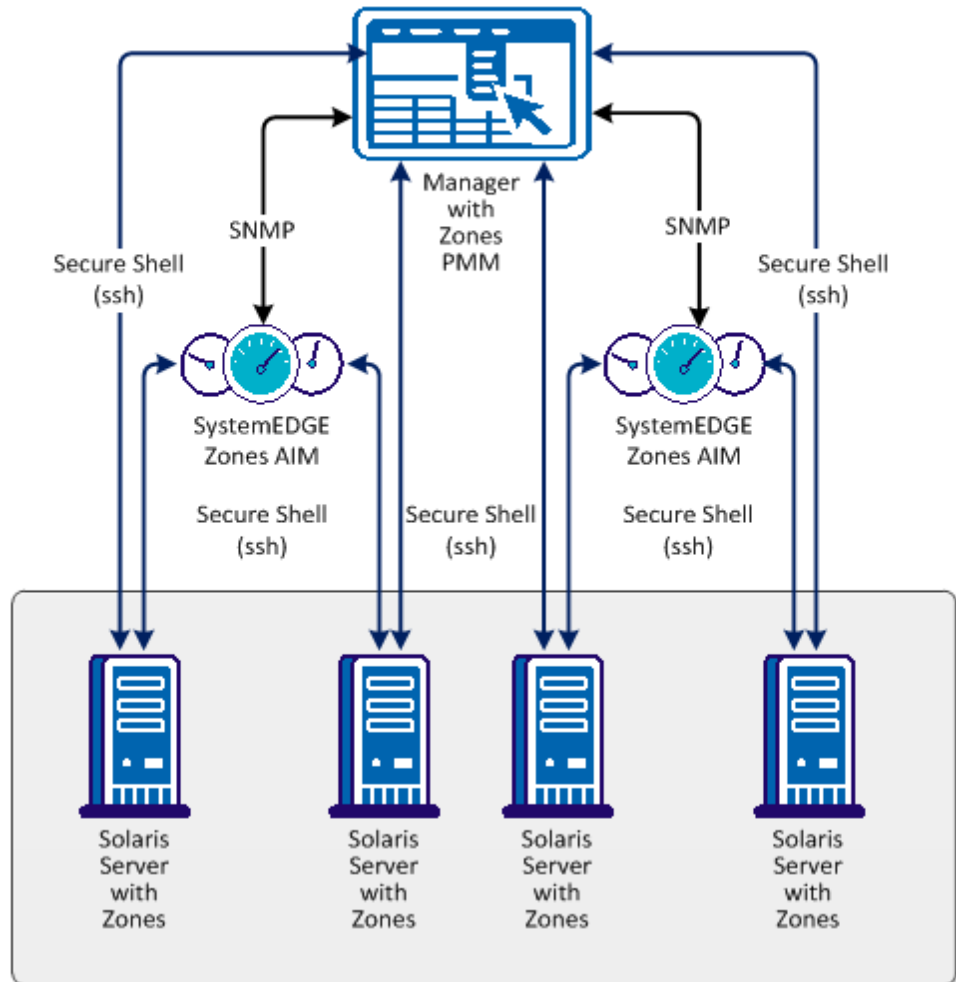 Manager
with
Zones
PMM
SNMP
SNMP
Secure Shell
(ssh)
Secure Shell
(ssh)
SystemEDGE
Zones AIM
SystemEDGE
Zones AIM
Secure Shell
(ssh)
Secure Shell
(ssh)
Secure Shell
(ssh)
Solaris
Server
with
Zones
Solaris
Server
with
Zones
Solaris
Server
with
Zones
Solaris
Server
with
Zones